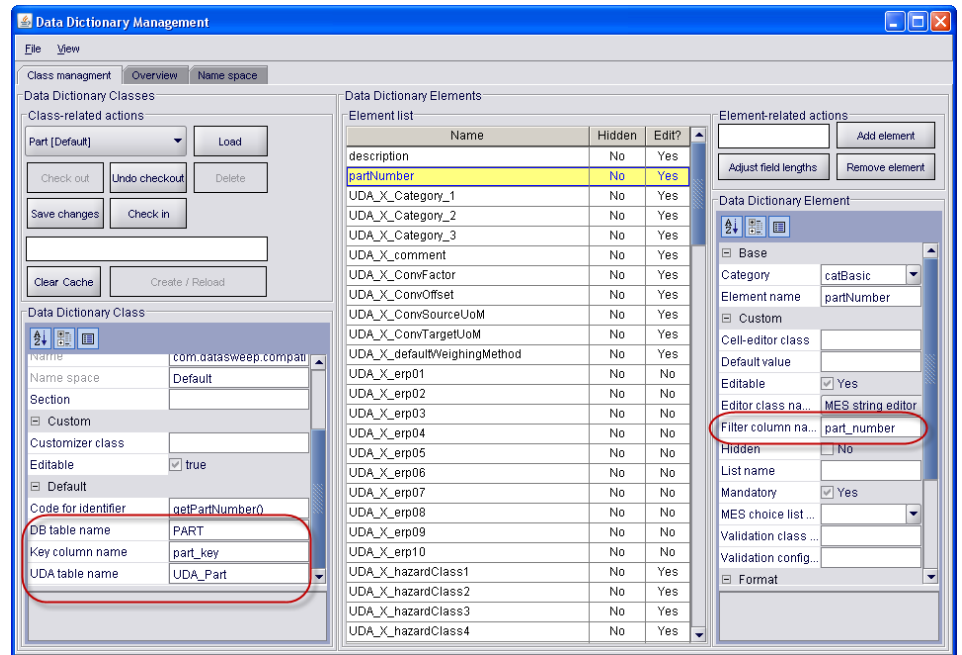 Data Dictionary Management
File View
Class managment Overview Name space
Data Dictionary Classes
Class-related actions
Part [Default] Load
Check out Undo checkout Delete
Save changes Check in
Clear Cache Create / Reload
Data Dictionary Class
Name com.datasweep.compati
Name space Default
Section
Custom
Customizer class
Editable true
Default
Code for identifier getPartNumber()
DB table name PART
Key column name part_key
UDA table name UDA_Part
Data Dictionary Elements
Element list
Name Hidden Edit?
description No Yes
partNumber No Yes
UDA_X_Category_1 No Yes
UDA_X_Category_2 No Yes
UDA_X_Category_3 No Yes
UDA_X_comment No Yes
UDA_X_ConvFactor No Yes
UDA_X_ConvOffset No Yes
UDA_X_ConvSourceUoM No Yes
UDA_X_ConvTargetUoM No Yes
UDA_X_defaultWeighingMethod No Yes
UDA_X_erp01 No No
UDA_X_erp02 No No
UDA_X_erp03 No No
UDA_X_erp04 No No
UDA_X_erp05 No No
UDA_X_erp06 No No
UDA_X_erp07 No No
UDA_X_erp08 No No
UDA_X_erp09 No No
UDA_X_erp10 No No
UDA_X_hazardClass1 No Yes
UDA_X_hazardClass2 No Yes
UDA_X_hazardClass3 No Yes
UDA_X_hazardClass4 No Yes
Element-related actions
Add element
Adjust field lengths Remove element
Data Dictionary Element
Base
Category catBasic
Element name partNumber
Custom
Cell-editor class
Default value
Editable Yes
Editor class na... MES string editor
Filter column na... part_number
Hidden No
List name
Mandatory Yes
MES choice list ...
Validation class ...
Validation config...
Format